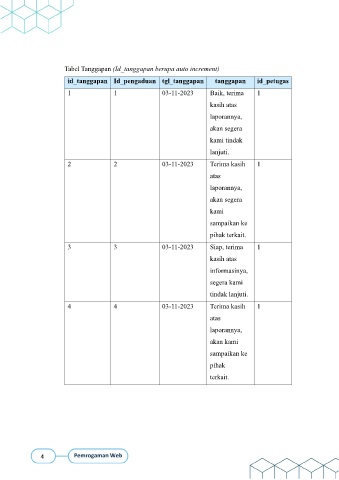 Tabel Tanggapan (Id_tanggapan berupa auto increment)
id_tanggapan Id_pengaduan tgl_tanggapan tanggapan id_petugas
1 1 03-11-2023 Baik, terima 1
kasih atas
laporannya,
akan segera
kami tindak
lanjuti.
2 2 03-11-2023 Terima kasih 1
atas
laporannya,
akan segera
kami
sampaikan ke
pihak terkait.
3 3 03-11-2023 Siap, terima 1
kasih atas
informasinya,
segera kami
tindak lanjuti.
4 4 03-11-2023 Terima kasih 1
atas
laporannya,
akan kami
sampaikan ke
pihak
terkait.
4 Pemrogaman Web